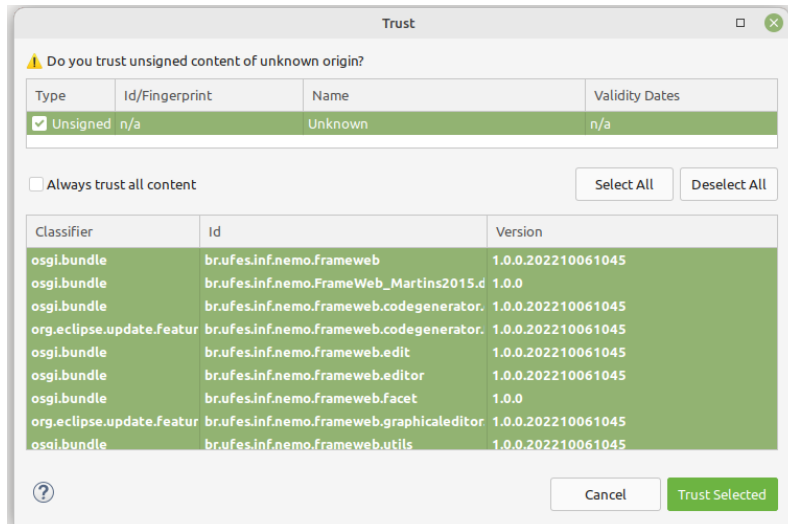 Trust
Do you trust unsigned content of unknown origin?
Type Id/Fingerprint Name Validity Dates
Unsigned n/a Unknown n/a
Always trust all content Select All Deselect All
Classifier Id Version
osgi.bundle br.ufes.inf.nemo.frameweb 1.0.0.202210061045
osgi.bundle br.ufes.inf.nemo.FrameWeb_Martins2015.d 1.0.0
osgi.bundle br.ufes.inf.nemo.frameweb.codegenerator. 1.0.0.202210061045
org.eclipse.update.featur br.ufes.inf.nemo.frameweb.codegenerator. 1.0.0.202210061045
osgi.bundle br.ufes.inf.nemo.frameweb.edit 1.0.0.202210061045
osgi.bundle br.ufes.inf.nemo.frameweb.editor 1.0.0.202210061045
osgi.bundle br.ufes.inf.nemo.frameweb.facet 1.0.0
org.eclipse.update.featur br.ufes.inf.nemo.frameweb.graphicaleditor. 1.0.0.202210061045
osgi.bundle br.ufes.inf.nemo.frameweb.utils 1.0.0.202210061045
Cancel Trust Selected